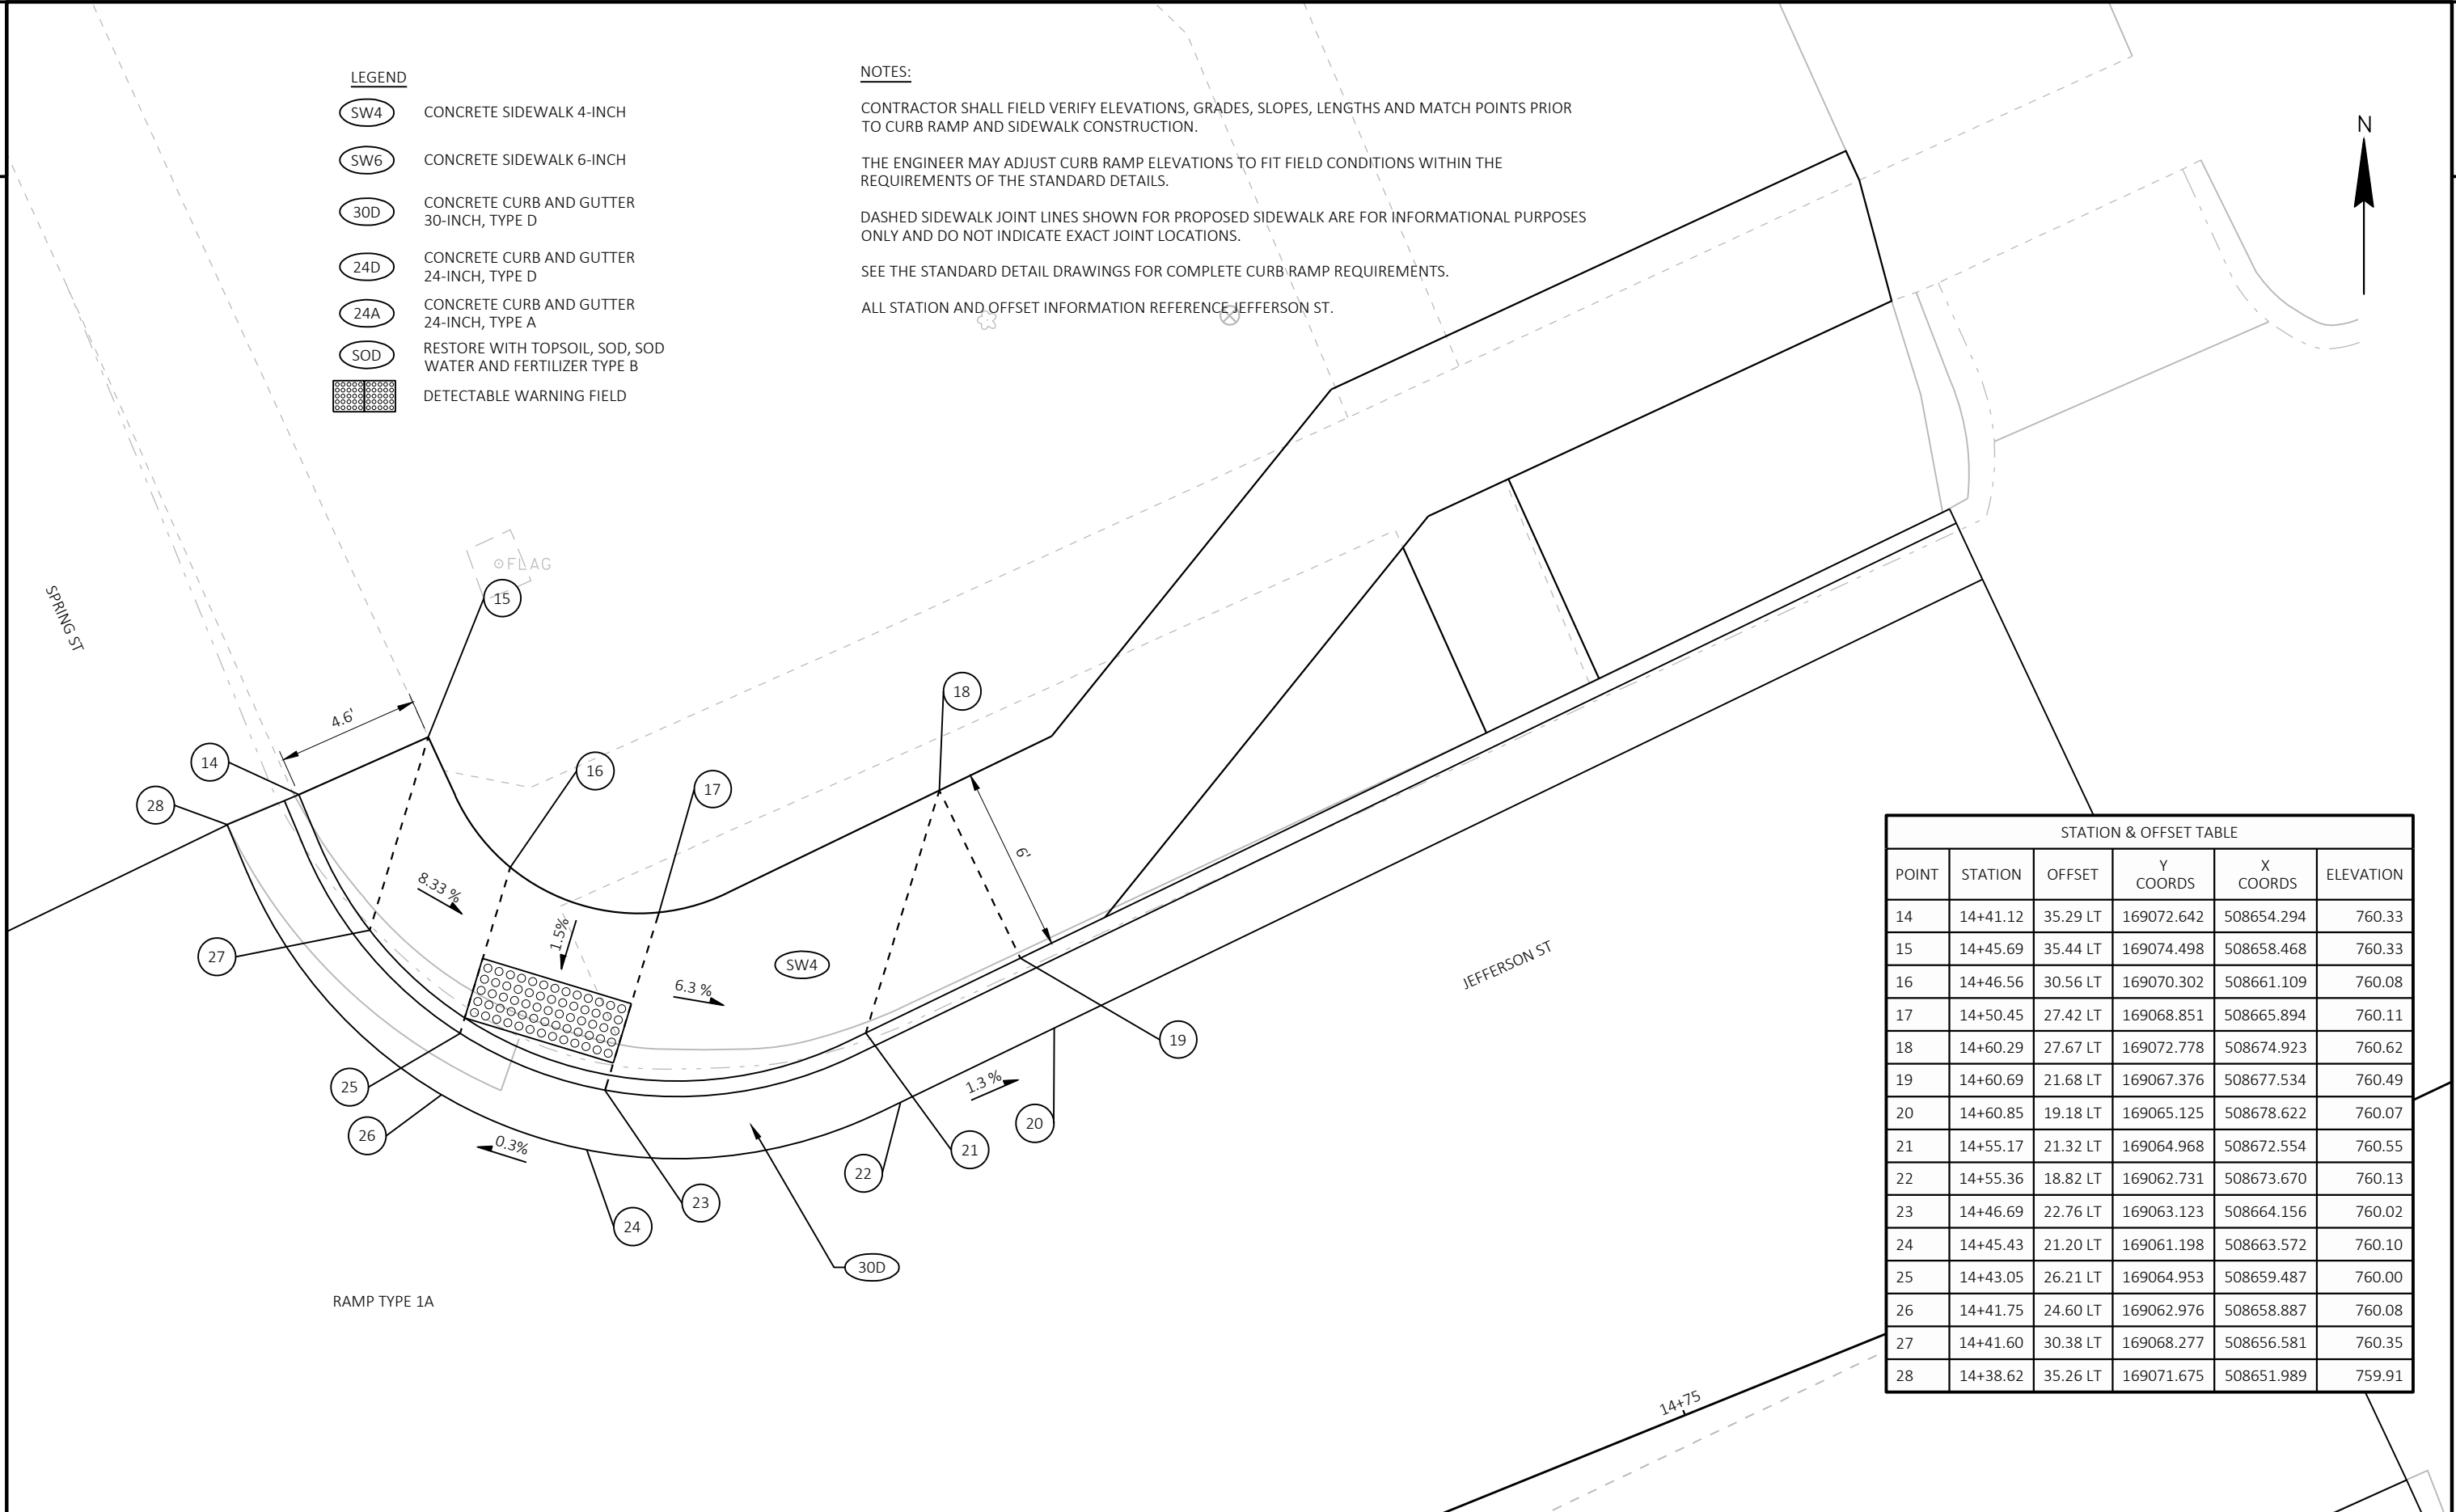 LEGEND
SW4 CONCRETE SIDEWALK 4-INCH
SW6 CONCRETE SIDEWALK 6-INCH
30D CONCRETE CURB AND GUTTER
30-INCH, TYPE D
24D CONCRETE CURB AND GUTTER
24-INCH, TYPE D
24A CONCRETE CURB AND GUTTER
24-INCH, TYPE A
SOD RESTORE WITH TOPSOIL, SOD, SOD
WATER AND FERTILIZER TYPE B
DETECTABLE WARNING FIELD
NOTES:
CONTRACTOR SHALL FIELD VERIFY ELEVATIONS, GRADES, SLOPES, LENGTHS AND MATCH POINTS PRIOR
TO CURB RAMP AND SIDEWALK CONSTRUCTION.
THE ENGINEER MAY ADJUST CURB RAMP ELEVATIONS TO FIT FIELD CONDITIONS WITHIN THE
REQUIREMENTS OF THE STANDARD DETAILS.
DASHED SIDEWALK JOINT LINES SHOWN FOR PROPOSED SIDEWALK ARE FOR INFORMATIONAL PURPOSES
ONLY AND DO NOT INDICATE EXACT JOINT LOCATIONS.
SEE THE STANDARD DETAIL DRAWINGS FOR COMPLETE CURB RAMP REQUIREMENTS.
ALL STATION AND OFFSET INFORMATION REFERENCE JEFFERSON ST.
N
FLAG
SPRING ST
15
18
4.6'
14
16
17
28
6'
8.33 %
1.5%
27
SW4
6.3 %
JEFFERSON ST
19
25
1.3 %
20
26
0.3%
21
22
23
24
30D
RAMP TYPE 1A
14+75
STATION & OFFSET TABLE
POINT STATION OFFSET Y COORDS X COORDS ELEVATION
14 14+41.12 35.29 LT 169072.642 508654.294 760.33
15 14+45.69 35.44 LT 169074.498 508658.468 760.33
16 14+46.56 30.56 LT 169070.302 508661.109 760.08
17 14+50.45 27.42 LT 169068.851 508665.894 760.11
18 14+60.29 27.67 LT 169072.778 508674.923 760.62
19 14+60.69 21.68 LT 169067.376 508677.534 760.49
20 14+60.85 19.18 LT 169065.125 508678.622 760.07
21 14+55.17 21.32 LT 169064.968 508672.554 760.55
22 14+55.36 18.82 LT 169062.731 508673.670 760.13
23 14+46.69 22.76 LT 169063.123 508664.156 760.02
24 14+45.43 21.20 LT 169061.198 508663.572 760.10
25 14+43.05 26.21 LT 169064.953 508659.487 760.00
26 14+41.75 24.60 LT 169062.976 508658.887 760.08
27 14+41.60 30.38 LT 169068.277 508656.581 760.35
28 14+38.62 35.26 LT 169071.675 508651.989 759.91